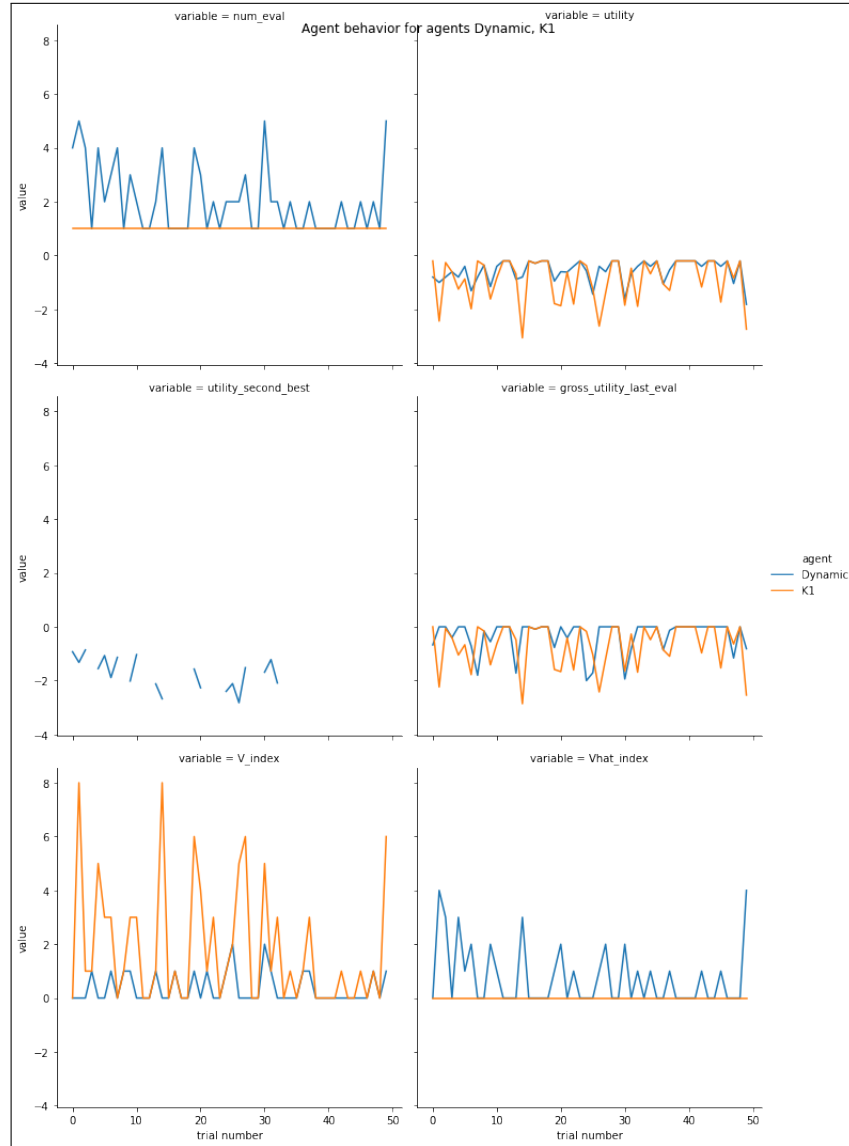 variable = num_eval
variable = utility
Agent behavior for agents Dynamic, K1
8
6
4
2
0
−2
−4
value
variable = utility_second_best
variable = gross_utility_last_eval
8
6
4
2
0
−2
−4
value
agent
Dynamic
K1
variable = V_index
variable = Vhat_index
8
6
4
2
0
−2
−4
value
0 10 20 30 40 50
0 10 20 30 40 50
trial number
trial number